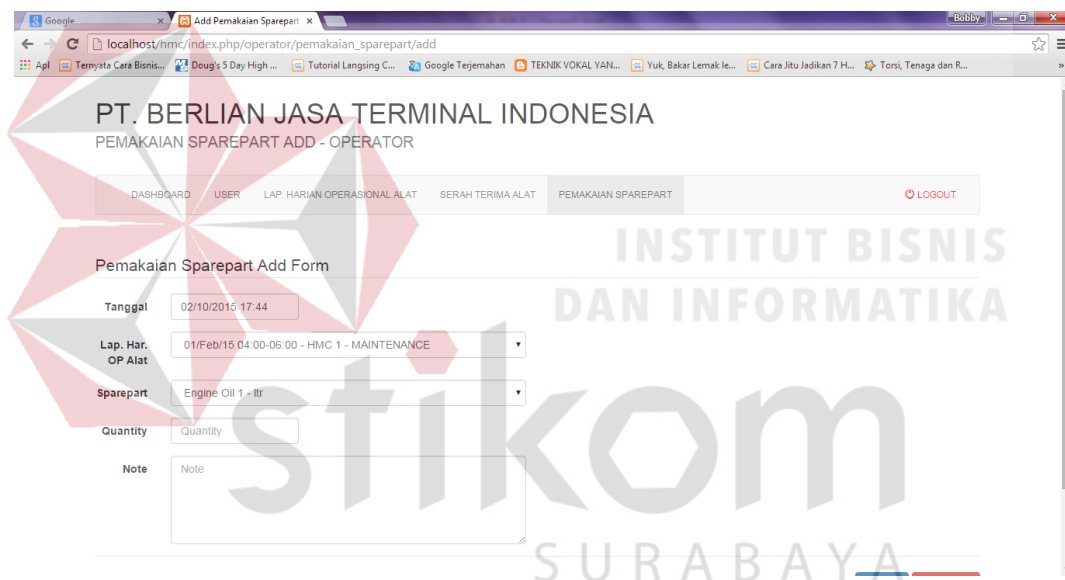 Google
Add Pemakaian Sparepart
Bobby
localhost/hmc/index.php/operator/pemakaian_sparepart/add
Apl
Ternyata Cara Bisnis...
Doug's 5 Day High ...
Tutorial Langsing C...
Google Terjemahan
TEKNIK VOKAL YAN...
Yuk, Bakar Lemak le...
Cara Jitu Jadikan 7 H...
Torsi, Tenaga dan R...
PT. BERLIAN JASA TERMINAL INDONESIA
PEMAKAIAN SPAREPART ADD - OPERATOR
DASHBOARD USER LAP. HARIAN OPERASIONAL ALAT SERAH TERIMA ALAT PEMAKAIAN SPAREPART LOGOUT
INSTITUT BISNIS
DAN INFORMATIKA
stikom
SURABAYA
Pemakaian Sparepart Add Form
Tanggal 02/10/2015 17:44
Lap. Har. OP Alat 01/Feb/15 04:00-06:00 - HMC 1 - MAINTENANCE
Sparepart Engine Oil 1 - ltr
Quantity Quantity
Note Note